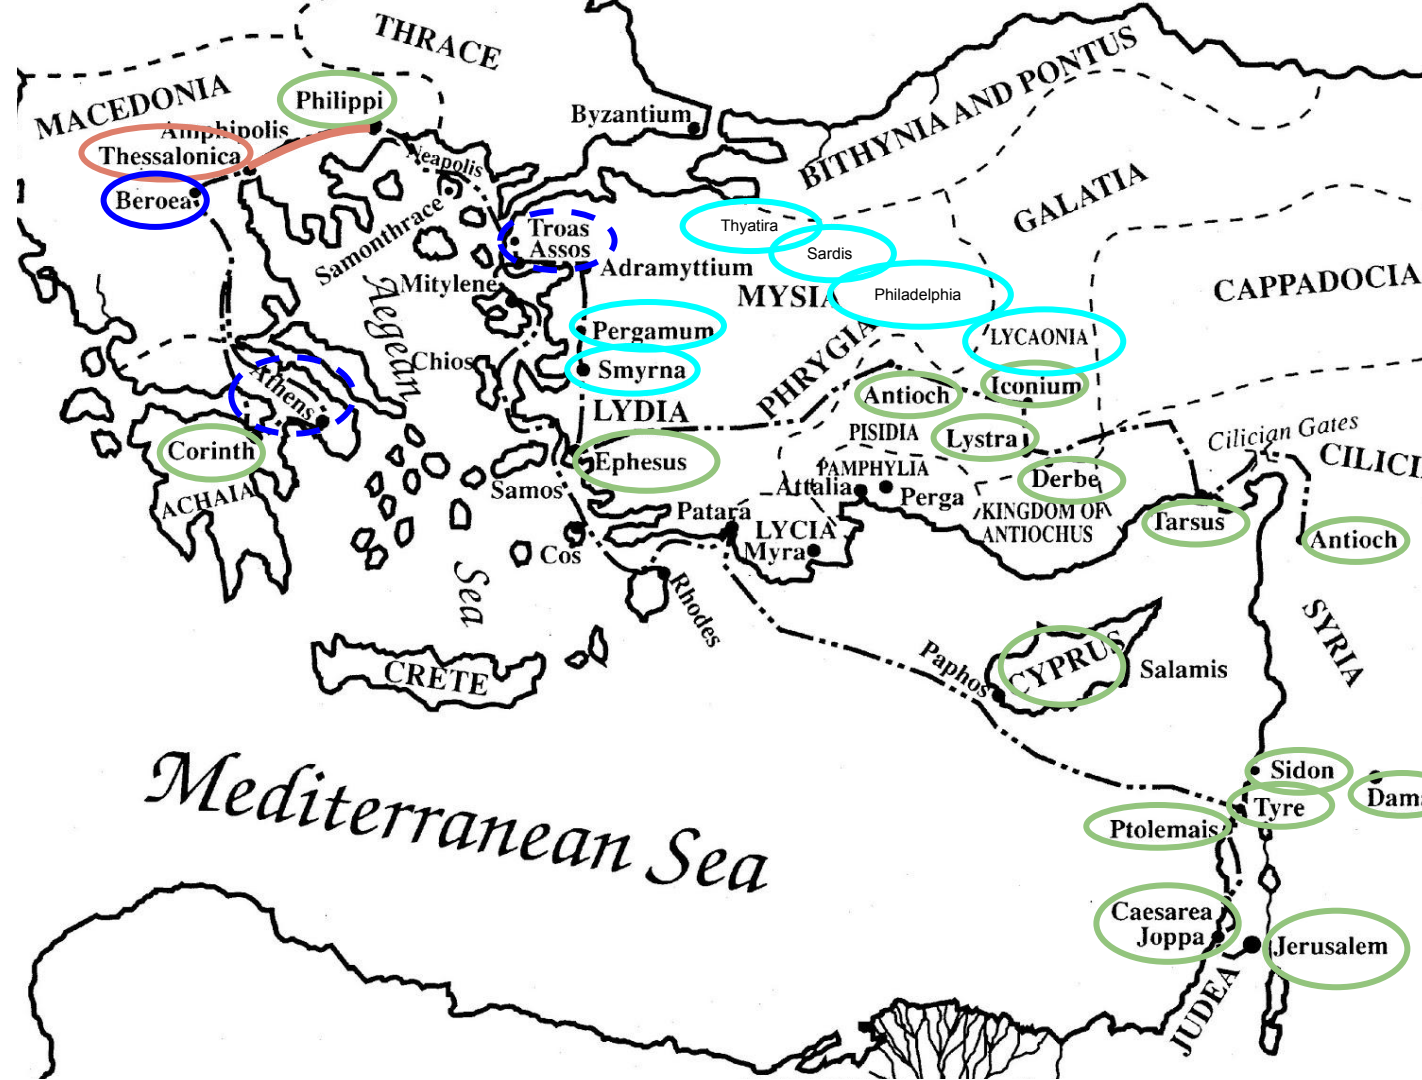 THRACE
MACEDONIA
Philippi
Amphipolis
Thessalonica
Neapolis
Beroea
Byzantium
BITHYNIA AND PONTUS
GALATIA
CAPPADOCIA
Samonthrace
Troas
Assos
Adramyttium
Mitylene
Thyatira
Sardis
Philadelphia
MYSIA
LYCAONIA
Aegean
Sea
Pergamum
Smyrna
Chios
Athens
LYDIA
PHRYGIA
Antioch
Iconium
PISIDIA
Lystra
Cilician Gates
CILICI
Corinth
ACHAIA
Ephesus
Samos
PAMPHYLIA
Attalia
Perga
Derbe
KINGDOM OF
ANTIOCHUS
Tarsus
Antioch
Patara
LYCIA
Myra
Cos
Rhodes
CRETE
Paphos
CYPRUS
Salamis
SYRIA
Mediterranean Sea
Sidon
Tyre
Dam
Ptolemais
Caesarea
Joppa
Jerusalem
JUDEA